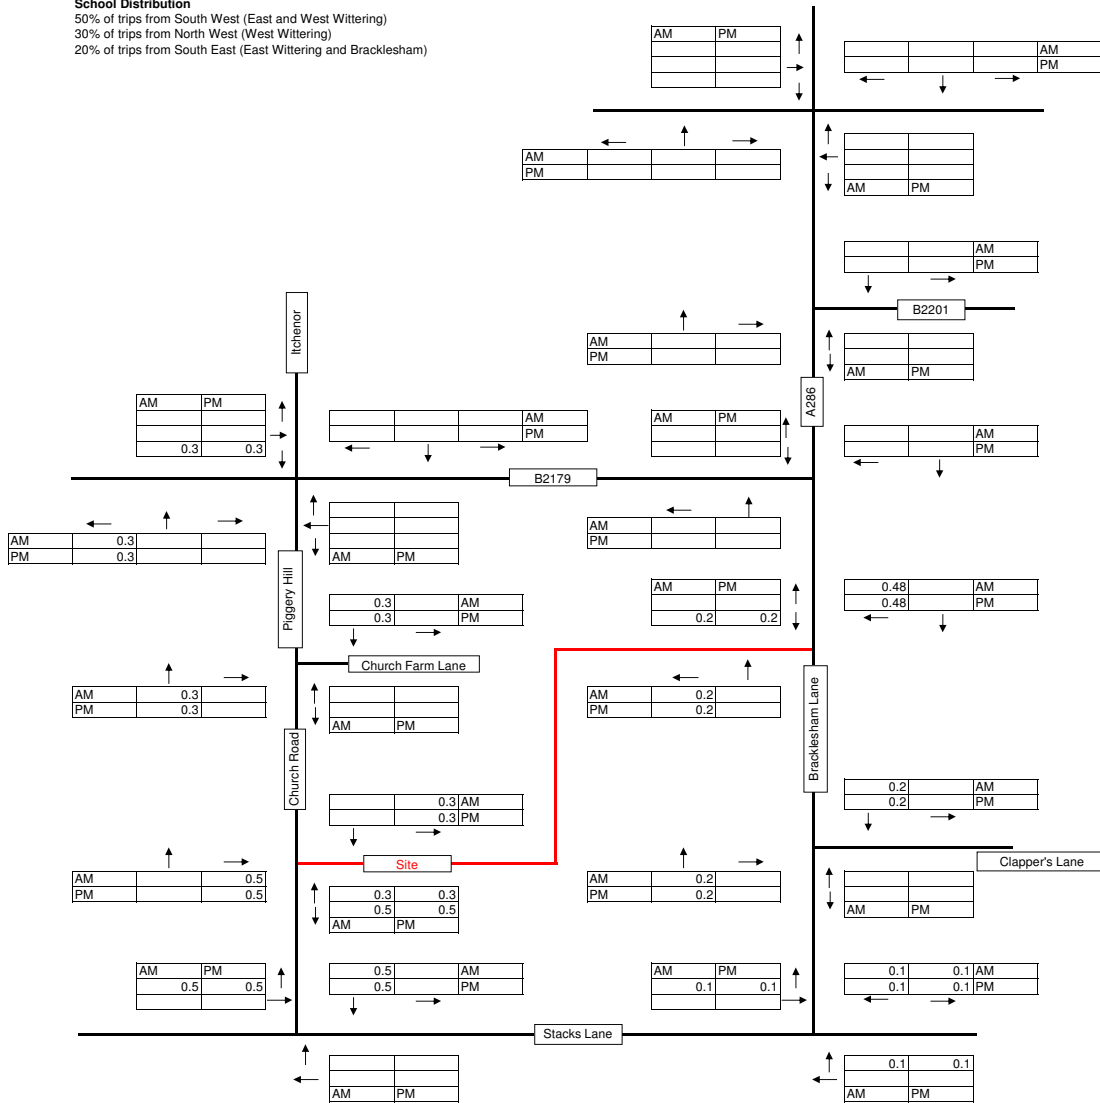 School Distribution
50% of trips from South West (East and West Wittering)
30% of trips from North West (West Wittering)
20% of trips from South East (East Wittering and Bracklesham)
AM PM
AM
PM
AM
PM
AM PM
AM
PM
B2201
Itchenor
AM
PM
AM PM
A286
AM PM
0.3 0.3
AM
PM
AM PM
AM
PM
B2179
AM 0.3
PM 0.3
AM PM
AM
PM
Piggery Hill
0.3 AM
0.3 PM
AM PM
0.2 0.2
0.48 AM
0.48 PM
Church Farm Lane
AM 0.3
PM 0.3
AM PM
AM 0.2
PM 0.2
Bracklesham Lane
Church Road
0.3 AM
0.3 PM
0.2 AM
0.2 PM
Site
Clapper's Lane
AM 0.5
PM 0.5
0.3 0.3
0.5 0.5
AM PM
AM 0.2
PM 0.2
AM PM
AM PM
0.5 0.5
0.5 AM
0.5 PM
AM PM
0.1 0.1
0.1 0.1 AM
0.1 0.1 PM
Stacks Lane
AM PM
0.1 0.1
AM PM